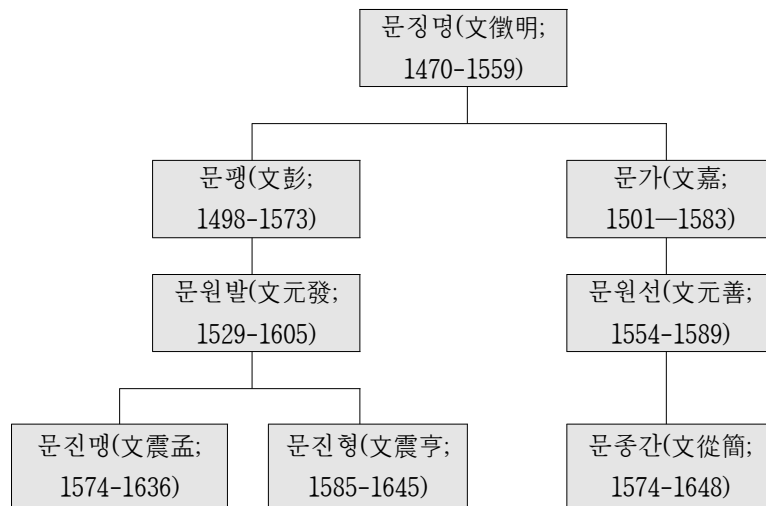 문징명(文徵明;
1470-1559)
문팽(文彭;
1498-1573)
문가(文嘉;
1501—1583)
문원발(文元發;
1529-1605)
문원선(文元善;
1554-1589)
문진맹(文震孟;
1574-1636)
문진형(文震亨;
1585-1645)
문종간(文從簡;
1574-1648)